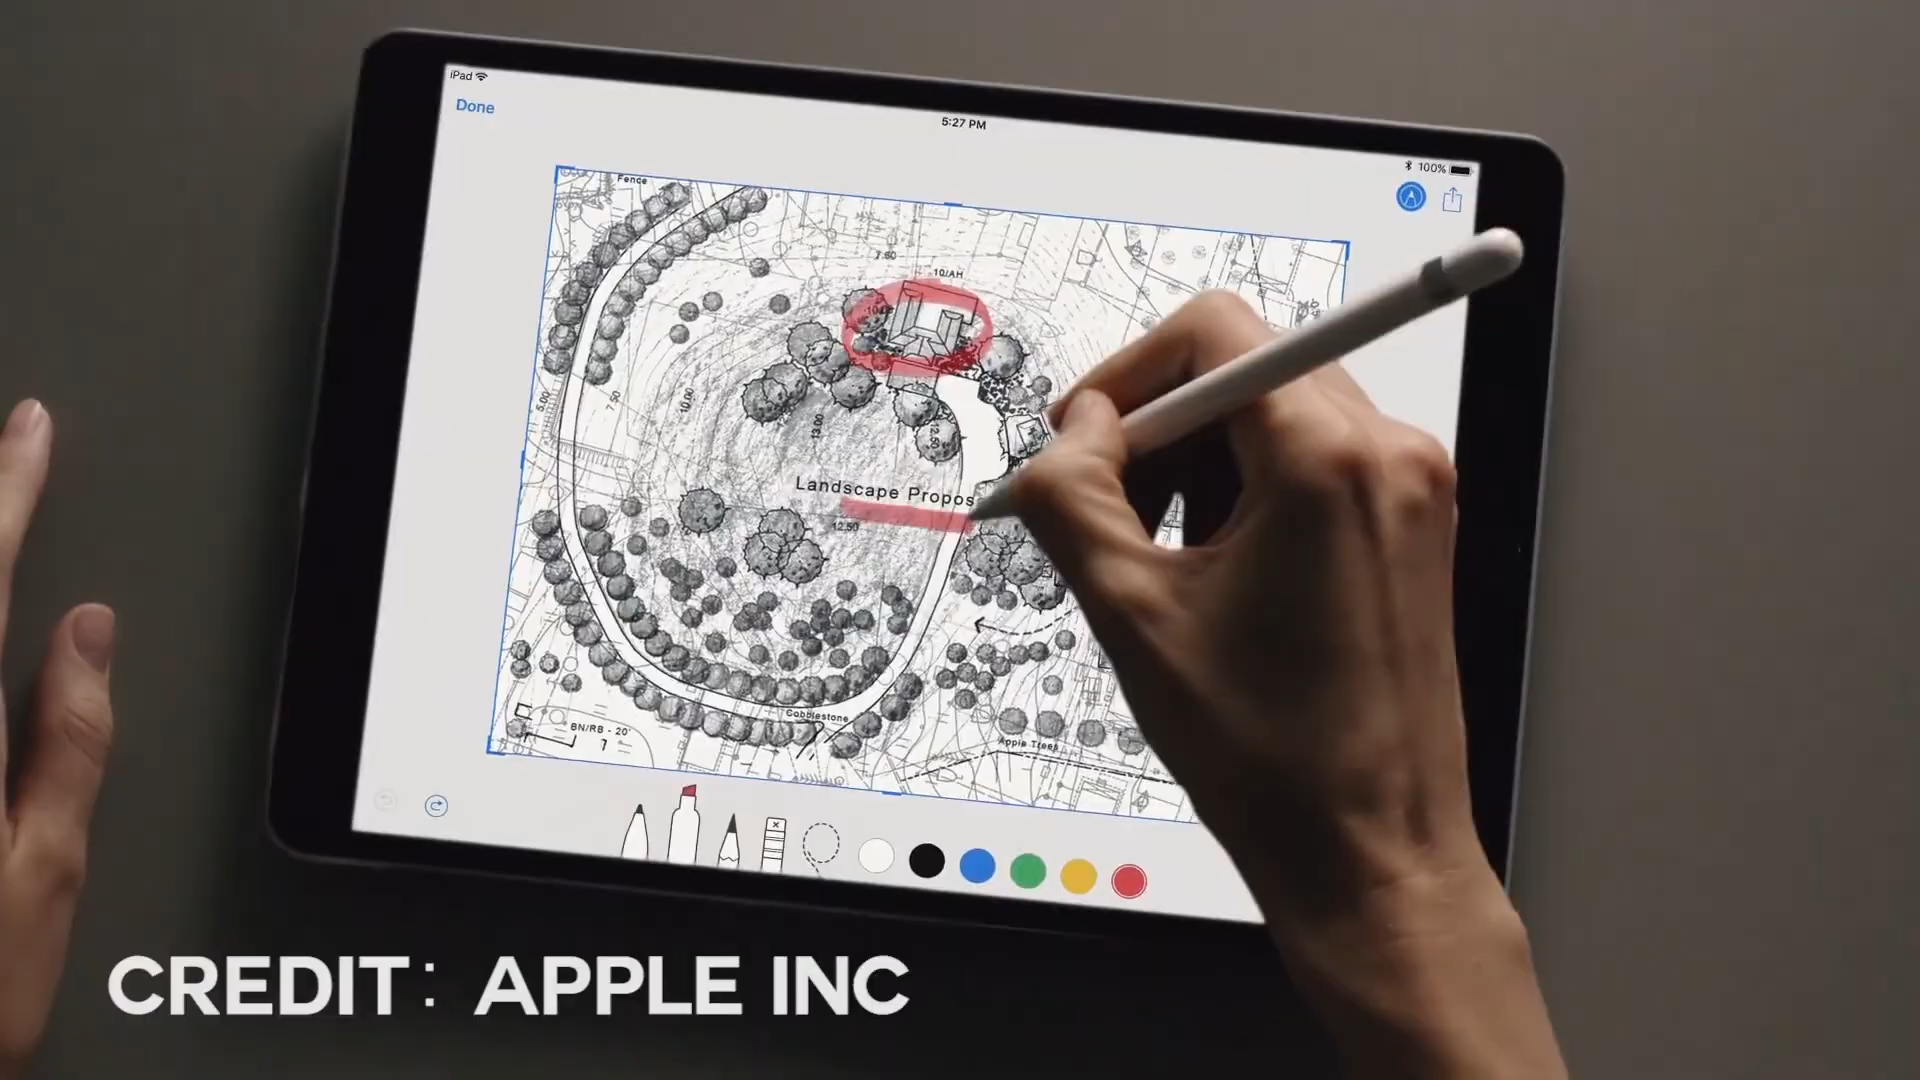 iPad
Done
5:27 PM
100%
Fence
7.50
10/AH
5.00
7.50
10.00
13.00
12.50
Landscape Propos
12.50
Cobblestone
BN/RB - 20'
Apple Trees
CREDIT: APPLE INC